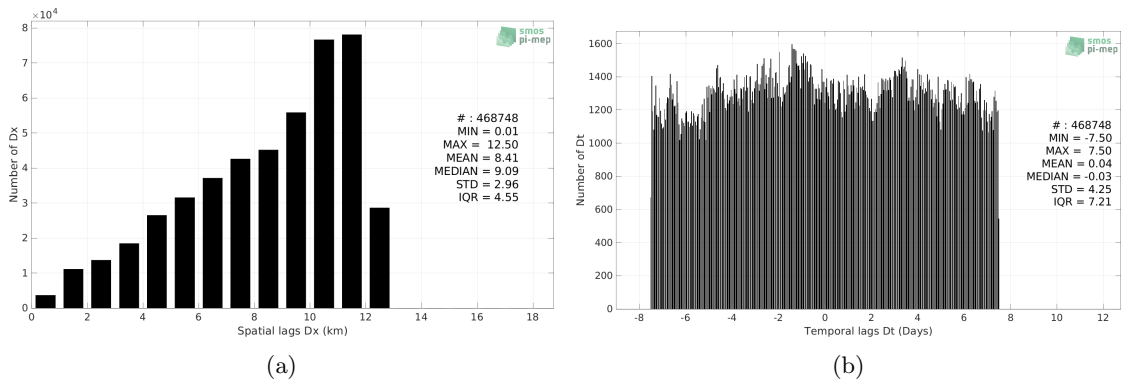 ×10⁴
8
7
6
5
4
3
2
1
0
Number of Dx
0 2 4 6 8 10 12 14 16 18
Spatial lags Dx (km)
smos
pi-mep
# : 468748
MIN = 0.01
MAX = 12.50
MEAN = 8.41
MEDIAN = 9.09
STD = 2.96
IQR = 4.55
(a)
1600
1400
1200
1000
800
600
400
200
0
Number of Dt
-8 -6 -4 -2 0 2 4 6 8 10 12
Temporal lags Dt (Days)
smos
pi-mep
# : 468748
MIN = -7.50
MAX = 7.50
MEAN = 0.04
MEDIAN = -0.03
STD = 4.25
IQR = 7.21
(b)